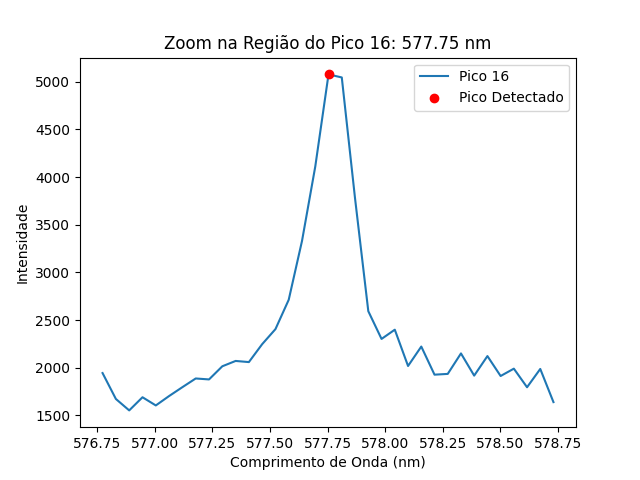 Zoom na Região do Pico 16: 577.75 nm
Pico 16
Pico Detectado
Intensidade
5000
4500
4000
3500
3000
2500
2000
1500
576.75 577.00 577.25 577.50 577.75 578.00 578.25 578.50 578.75
Comprimento de Onda (nm)